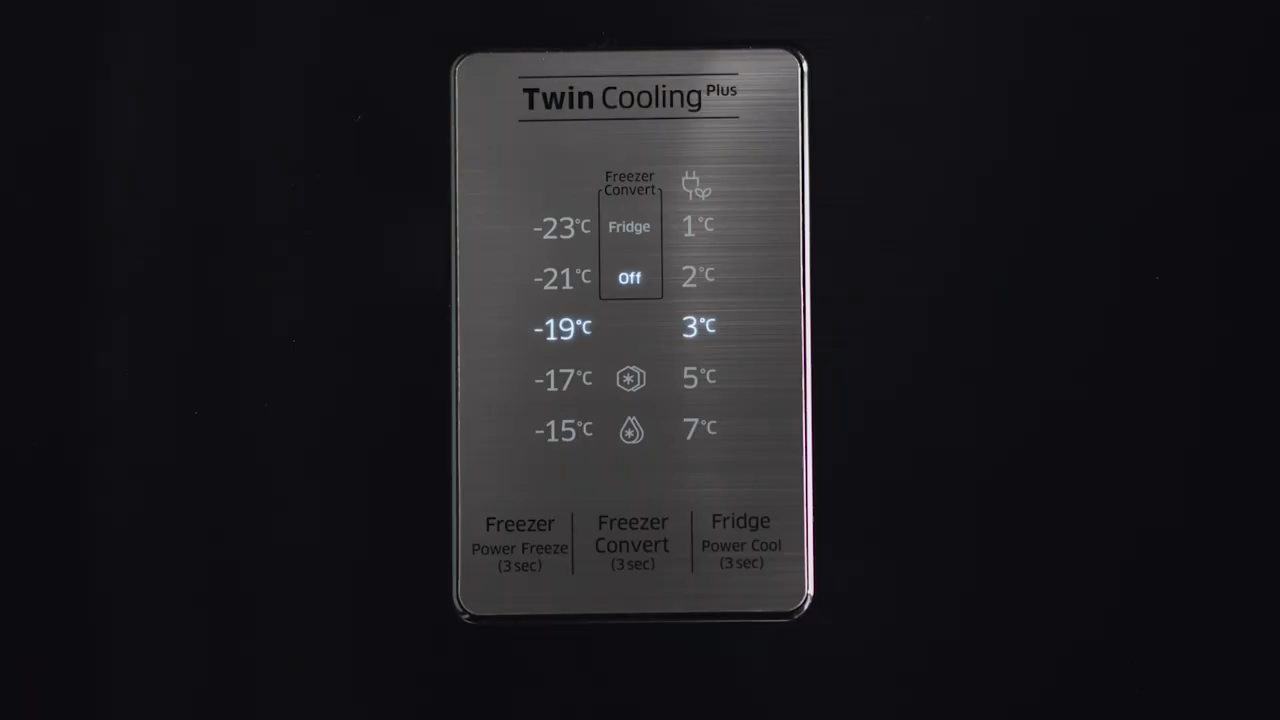 Twin Cooling Plus
Freezer
Convert
-23°C Fridge 1°C
-21°C Off 2°C
-19°C 3°C
-17°C 5°C
-15°C 7°C
Freezer
Power Freeze
(3 sec)
Freezer
Convert
(3 sec)
Fridge
Power Cool
(3 sec)